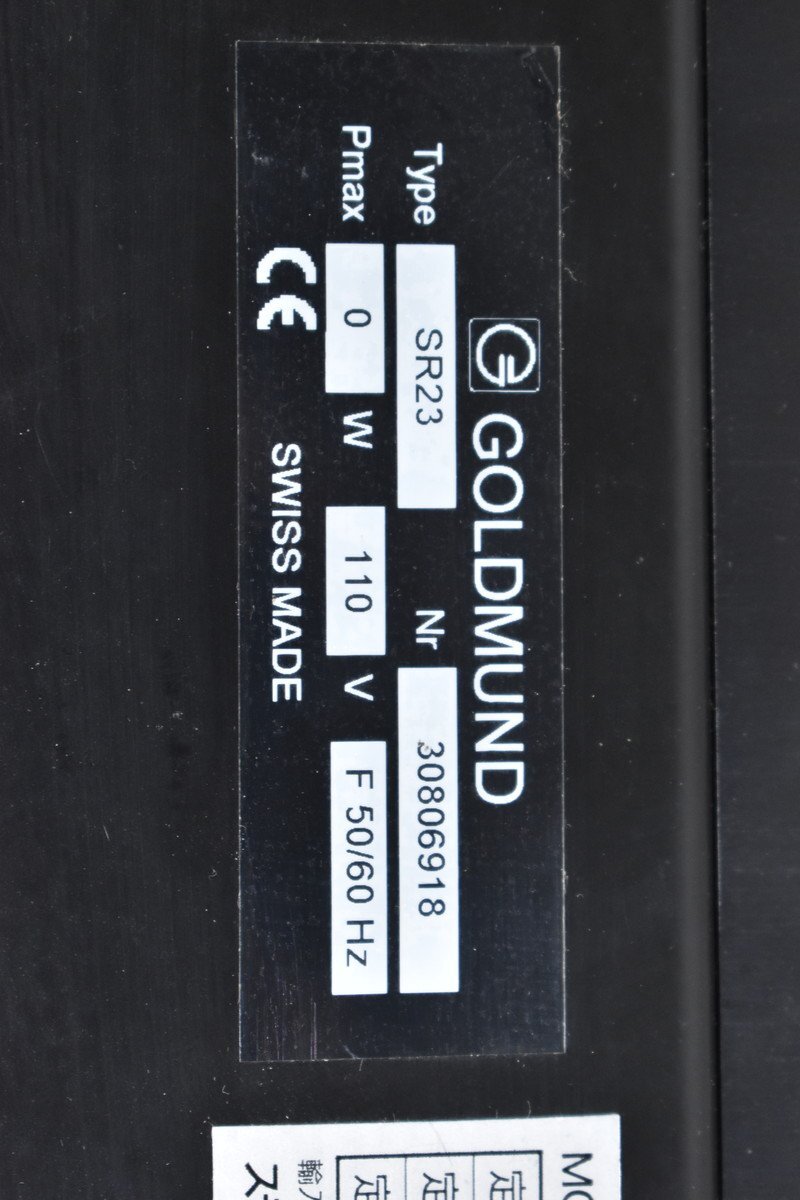 GOLDMUND
Type SR23 Nr 30806918
Pmax 0 W 110 V F 50/60 Hz
CE SWISS MADE
MO
定
定
定
輸入